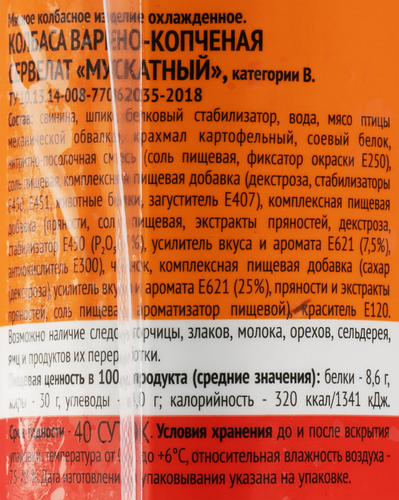 Мясное колбасное изделие охлажденное.
КОЛБАСА ВАРЕНО-КОПЧЕНАЯ
СЕРВЕЛАТ «МУСКАТНЫЙ», категории В.
ТУ 10.13.14-008-77062035-2018
Состав: свинина, шпик, белковый стабилизатор, вода, мясо птицы
механической обвалки, крахмал картофельный, соевый белок,
нитритно-посолочная смесь (соль пищевая, фиксатор окраски Е250),
соль пищевая, комплексная пищевая добавка (декстроза, стабилизаторы
Е450, Е451, животные белки, загуститель Е407), комплексная пищевая
добавка (пряности, соль пищевая, экстракты пряностей, декстроза,
стабилизатор Е450 (P₂O₅ %), усилитель вкуса и аромата Е621 (7,5%),
антиокислитель Е300), чеснок, комплексная пищевая добавка (сахар
(декстроза), усилитель вкуса и аромата Е621 (25%), пряности и экстракты
пряностей, соль пищевая, ароматизатор пищевой), краситель Е120.
Возможно наличие следов горчицы, злаков, молока, орехов, сельдерея,
яиц и продуктов их переработки.
Пищевая ценность в 100 г продукта (средние значения): белки - 8,6 г,
жиры - 30 г, углеводы - ,0 г; калорийность - 320 ккал/1341 кДж.
Срок годности - 40 СУТОК. Условия хранения до и после вскрытия
упаковки: температура от до +6°С, относительная влажность воздуха -
75-78%. Дата изготовления и упаковывания указана на упаковке.